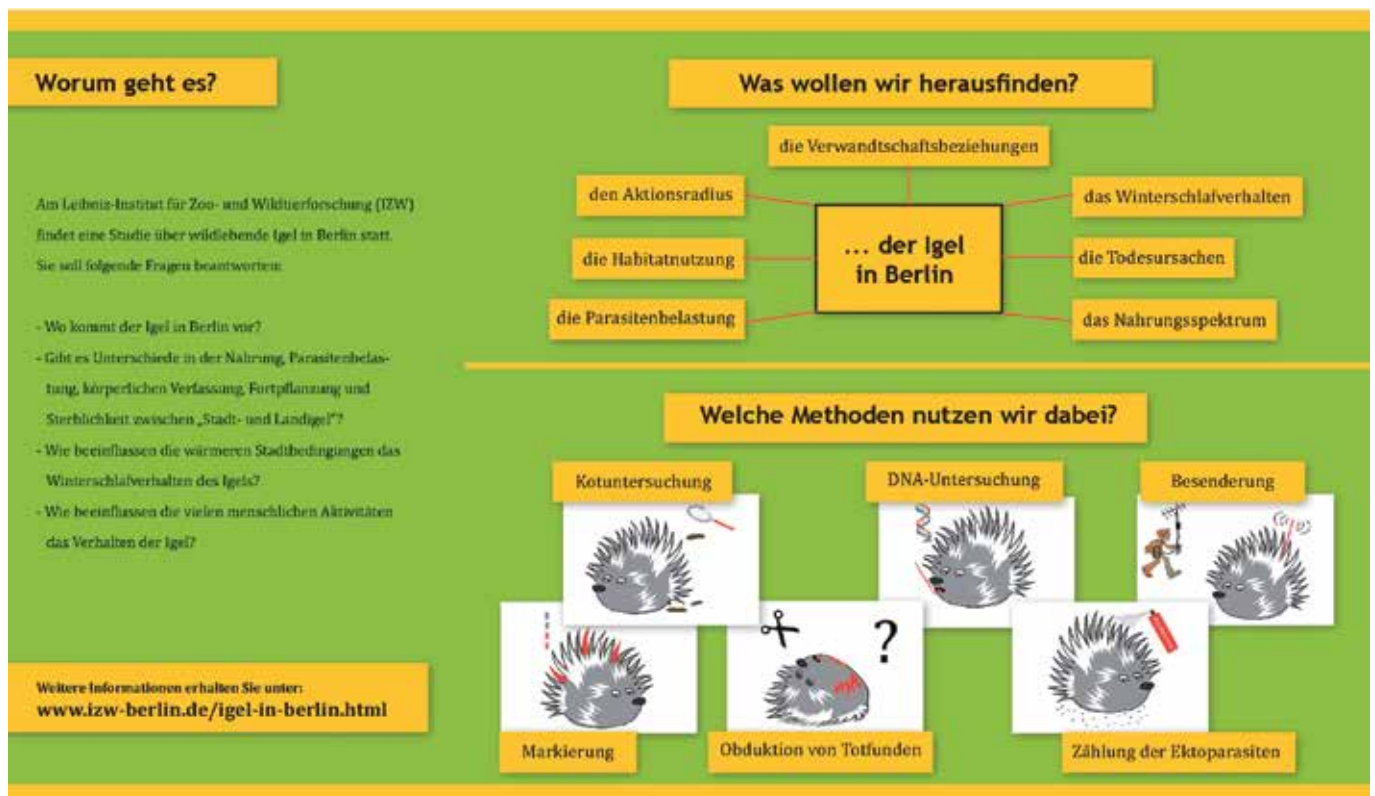 Worum geht es?
Am Leibniz-Institut für Zoo- und Wildtierforschung (IZW)
findet eine Studie über wildlebende Igel in Berlin statt.
Sie soll folgende Fragen beantworten:
- Wo kommt der Igel in Berlin vor?
- Gibt es Unterschiede in der Nahrung, Parasitenbelas-
tung, körperlichen Verfassung, Fortpflanzung und
Sterblichkeit zwischen „Stadt- und Landigel"?
- Wie beeinflussen die wärmeren Stadtbedingungen das
Winterschlafverhalten des Igels?
- Wie beeinflussen die vielen menschlichen Aktivitäten
das Verhalten der Igel?
Weitere Informationen erhalten Sie unter:
www.izw-berlin.de/igel-in-berlin.html
Was wollen wir herausfinden?
die Verwandtschaftsbeziehungen
den Aktionsradius
das Winterschlafverhalten
... der Igel
in Berlin
die Habitatnutzung
die Todesursachen
die Parasitenbelastung
das Nahrungsspektrum
Welche Methoden nutzen wir dabei?
Kotuntersuchung
DNA-Untersuchung
Besenderung
?
Markierung
Obduktion von Totfunden
Zählung der Ektoparasiten